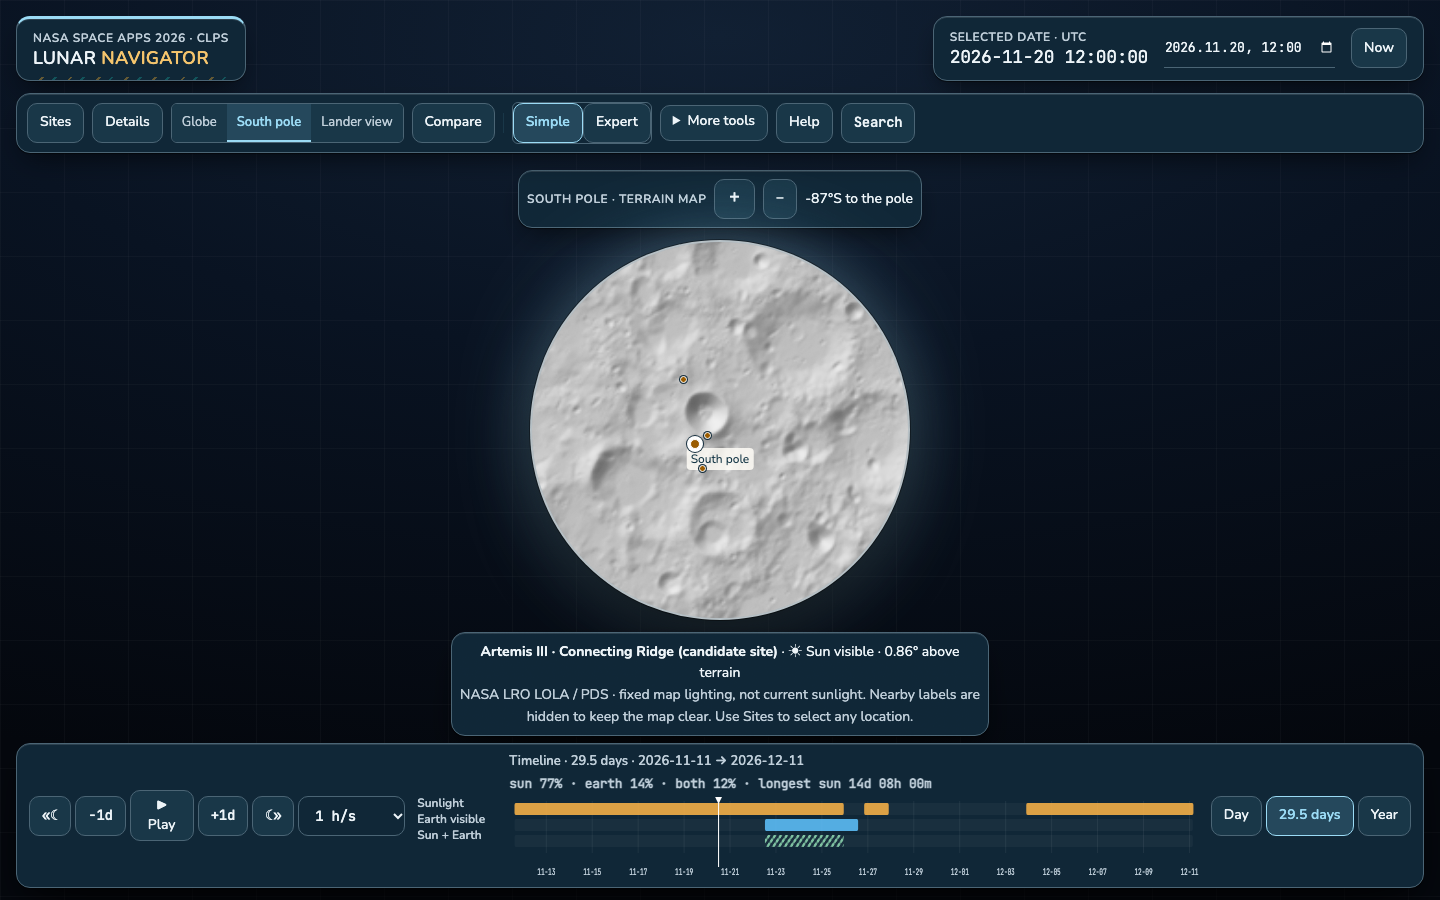 NASA SPACE APPS 2026 · CLPS
LUNAR NAVIGATOR
SELECTED DATE · UTC
2026-11-20 12:00:00
2026.11.20, 12:00
Now
Sites
Details
Globe
South pole
Lander view
Compare
Simple
Expert
▶ More tools
Help
Search
SOUTH POLE · TERRAIN MAP
+
−
-87°S to the pole
South pole
Artemis III · Connecting Ridge (candidate site) · ☀ Sun visible · 0.86° above
terrain
NASA LRO LOLA / PDS · fixed map lighting, not current sunlight. Nearby labels are
hidden to keep the map clear. Use Sites to select any location.
Timeline · 29.5 days · 2026-11-11 → 2026-12-11
sun 77% · earth 14% · both 12% · longest sun 14d 08h 00m
«☾
-1d
▶
Play
+1d
☾»
1 h/s
Sunlight
Earth visible
Sun + Earth
11-13 11-15 11-17 11-19 11-21 11-23 11-25 11-27 11-29 12-01 12-03 12-05 12-07 12-09 12-11
Day
29.5 days
Year